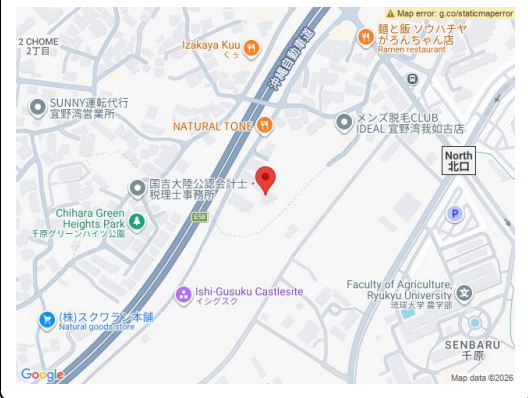 Map error: g.co/staticmaperror
2 CHOME
2丁目
Izakaya Kuu
くぅ
沖縄自動車道
麺と飯 ソウハチヤ
がろんちゃん店
Ramen restaurant
SUNNY運転代行
宜野湾営業所
NATURAL TONE
メンズ脱毛CLUB
IDEAL 宜野湾我如古店
North
北口
国吉大陸公認会計士・
税理士事務所
Chihara Green
Heights Park
千原グリーンハイツ公園
E58
P
Ishi-Gusuku Castlesite
イシグスク
Faculty of Agriculture,
Ryukyu University
琉球大学 農学部
(株)スクワラン本舗
Natural goods store
SENBARU
千原
Google
Map data ©2026